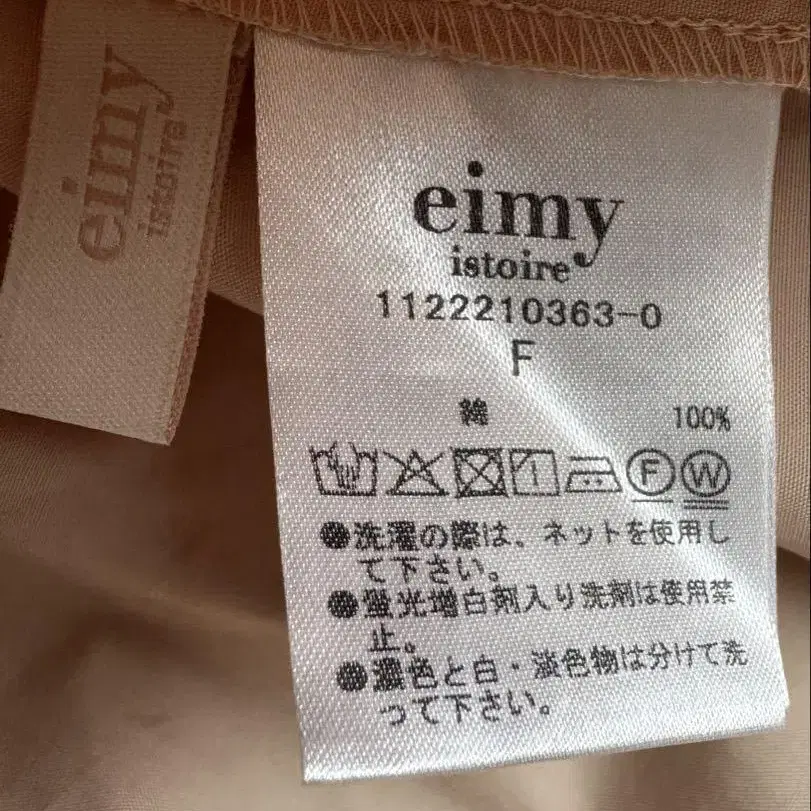 eimy
istoire
eimy
istoire
1122210363-0
F
綿 100%
F W
●洗濯の際は、ネットを使用し
て下さい。
●蛍光増白剤入り洗剤は使用禁
止。
●濃色と白・淡色物は分けて洗
って下さい。